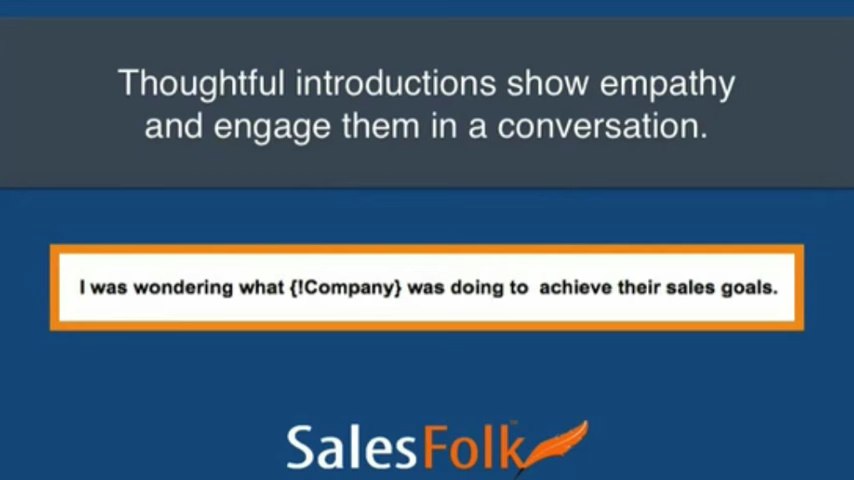 Thoughtful introductions show empathy
and engage them in a conversation.
I was wondering what {!Company} was doing to  achieve their sales goals.
SalesFolk